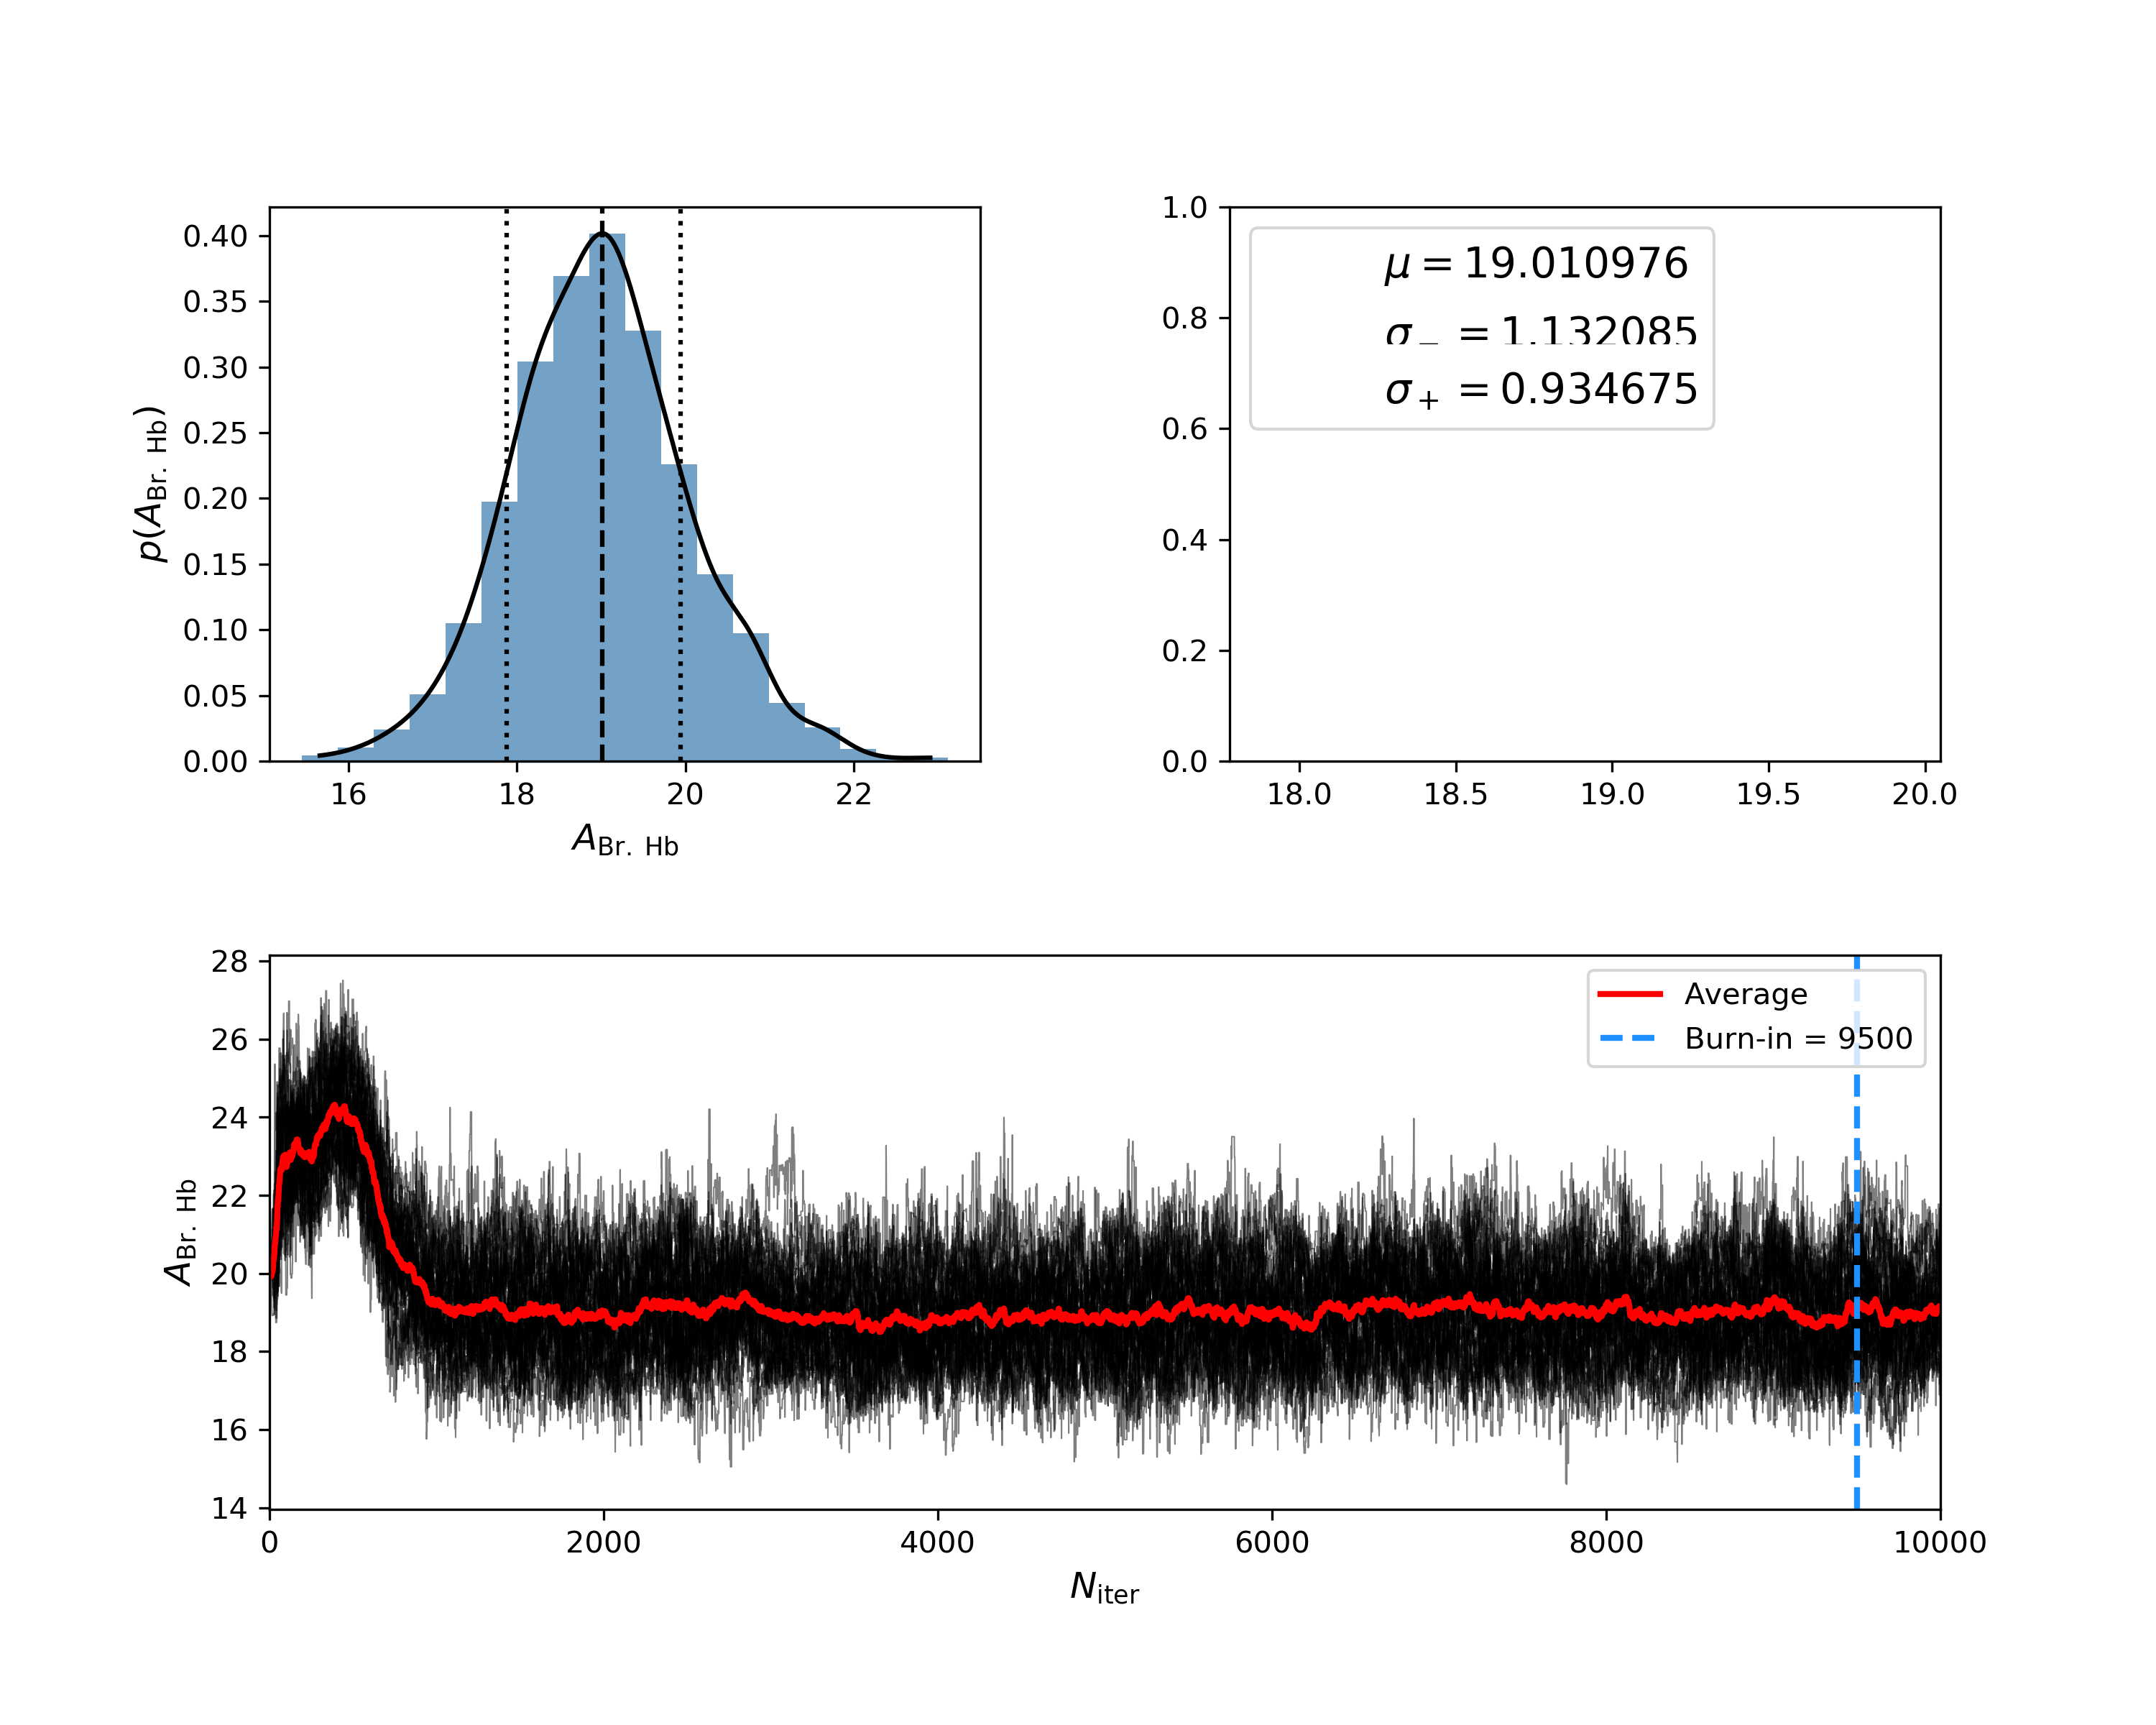 0.40
0.35
0.30
0.25
0.20
0.15
0.10
0.05
0.00
p(A_Br. Hb)
16 18 20 22
A_Br. Hb
1.0
0.8
0.6
0.4
0.2
0.0
μ = 19.010976
σ_− = 1.132085
σ_+ = 0.934675
18.0 18.5 19.0 19.5 20.0
28
26
24
22
20
18
16
14
A_Br. Hb
Average
Burn-in = 9500
0 2000 4000 6000 8000 10000
N_iter